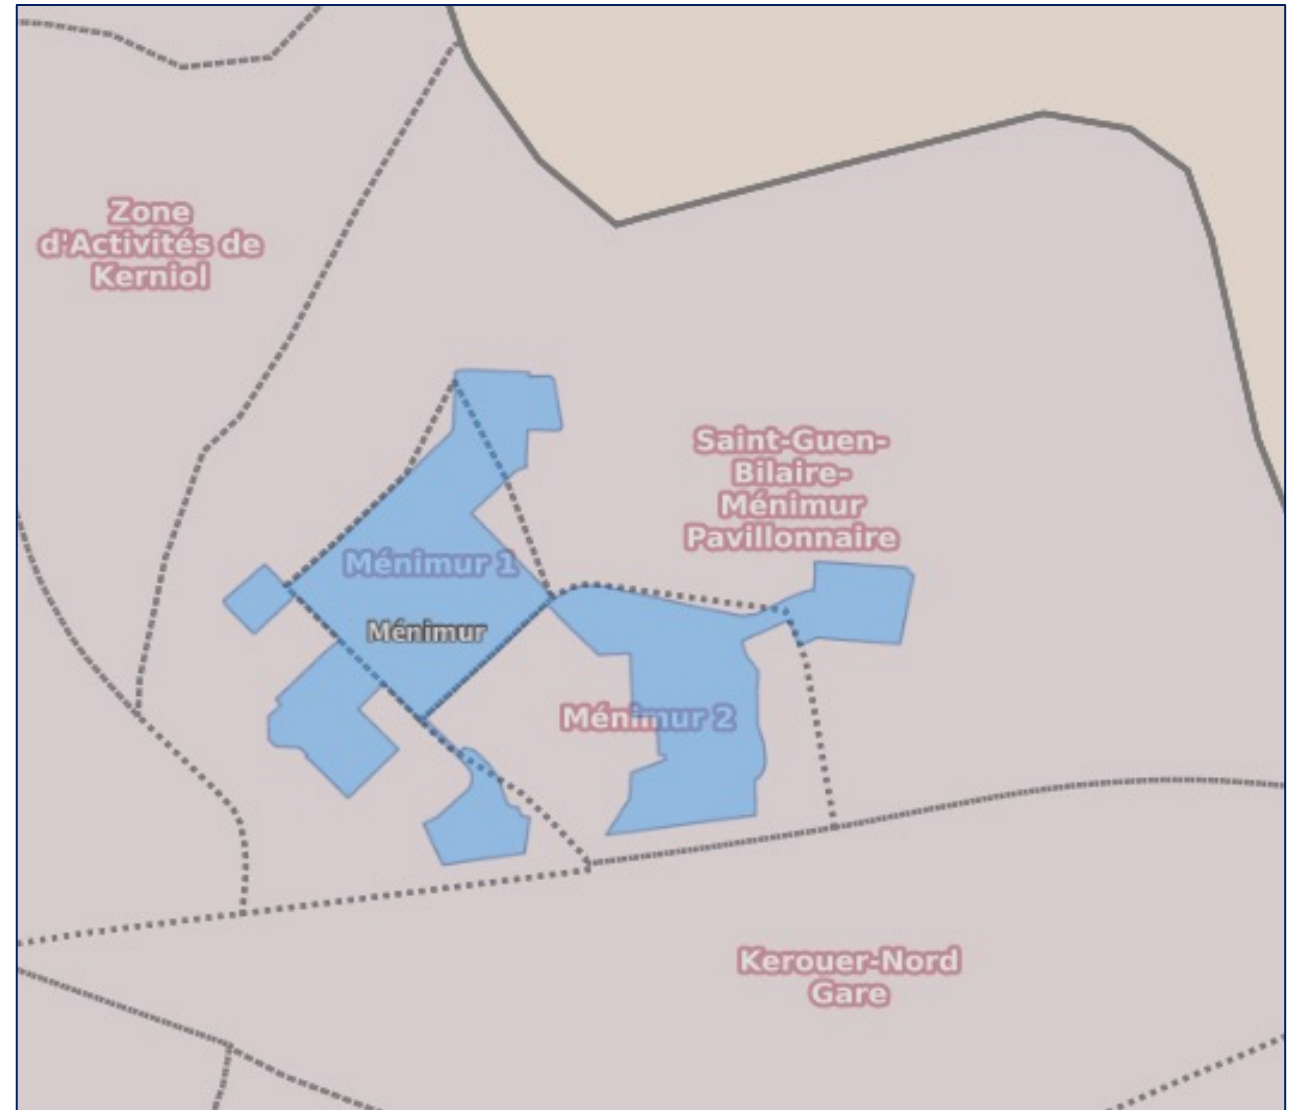 Zone
d'Activités de
Kerniol
Saint-Guen-
Bilaire-
Ménimur
Pavillonnaire
Ménimur 1
Ménimur
Ménimur 2
Kerouer-Nord
Gare